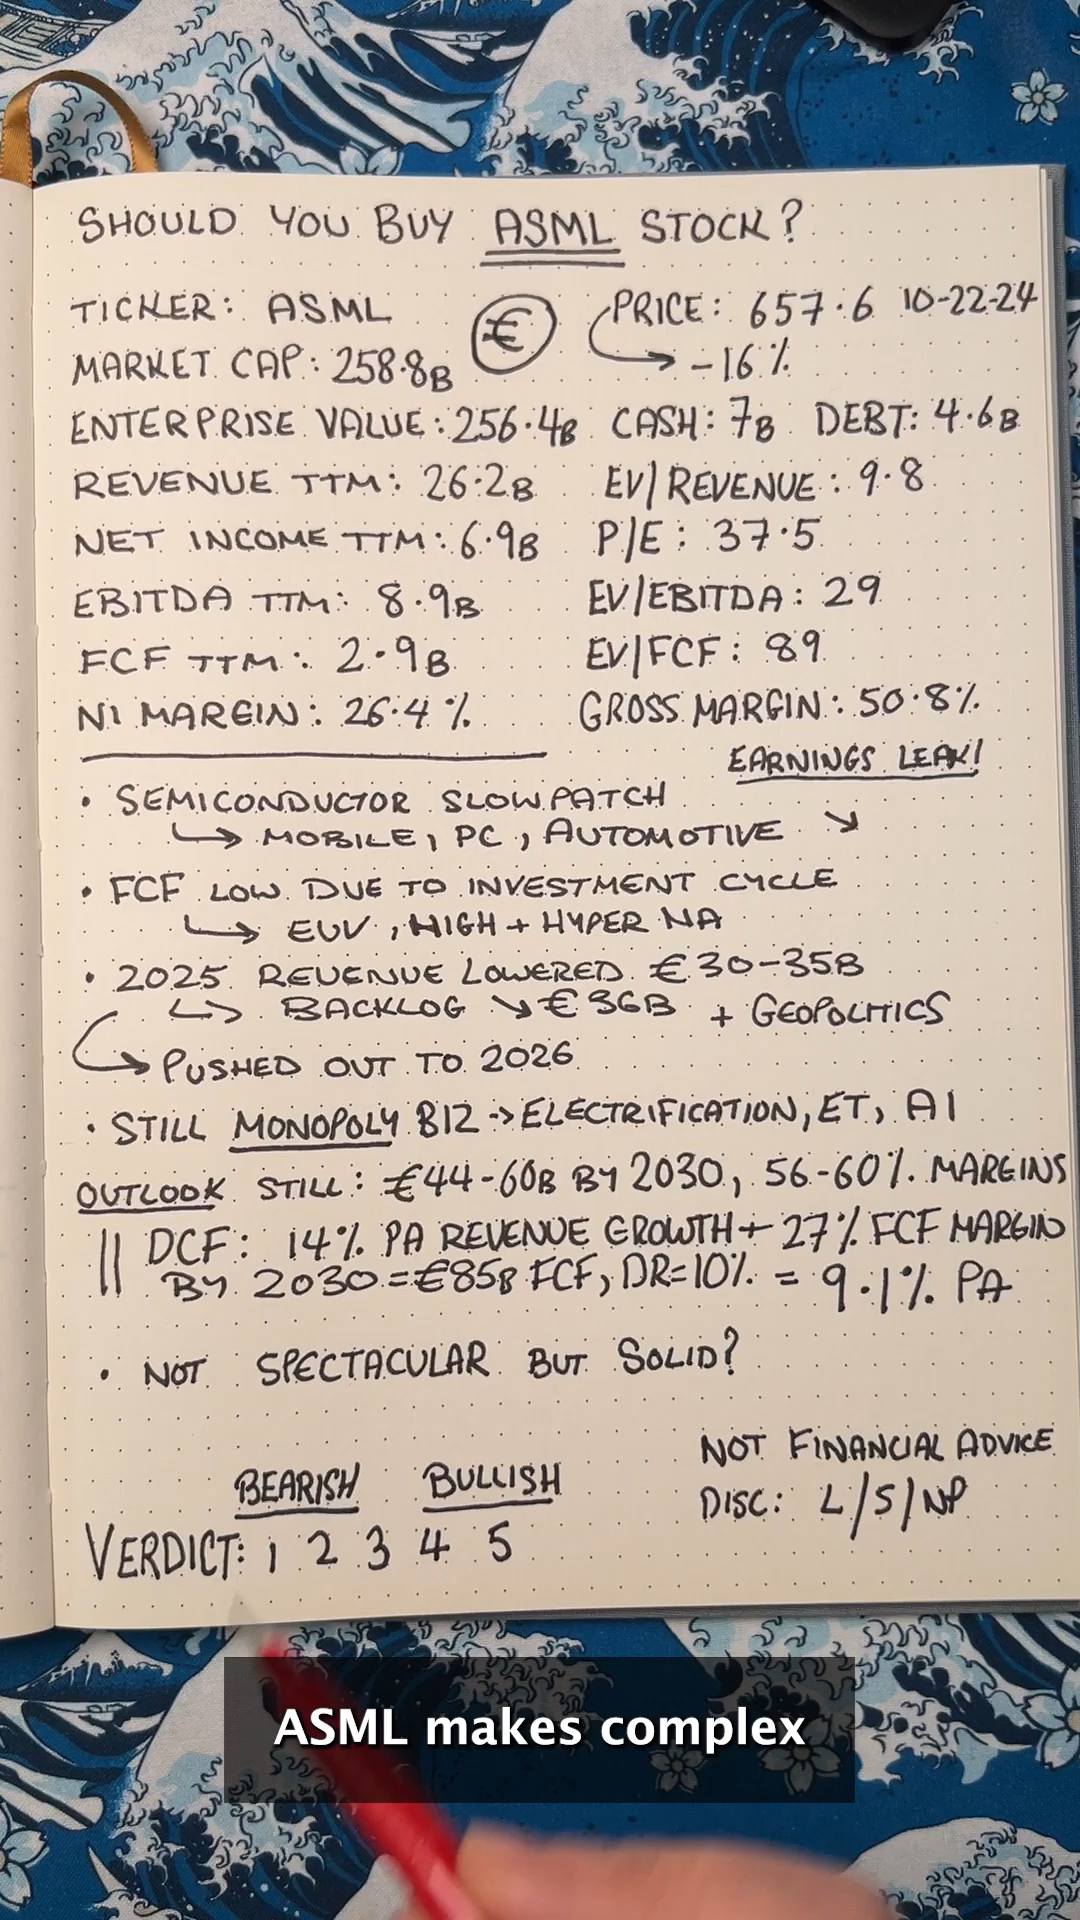 SHOULD YOU BUY ASML STOCK?
TICKER: ASML € PRICE: 657.6 10-22-24
MARKET CAP: 258.8B → -16%
ENTERPRISE VALUE: 256.4B CASH: 7B DEBT: 4.6B
REVENUE TTM: 26.2B EV/REVENUE: 9.8
NET INCOME TTM: 6.9B P/E: 37.5
EBITDA TTM: 8.9B EV/EBITDA: 29
FCF TTM: 2.9B EV/FCF: 89
NI MARGIN: 26.4% GROSS MARGIN: 50.8%
EARNINGS LEAK!
• SEMICONDUCTOR SLOW PATCH
↳ MOBILE, PC, AUTOMOTIVE ↘
• FCF LOW DUE TO INVESTMENT CYCLE
↳ EUV, HIGH + HYPER NA
• 2025 REVENUE LOWERED €30-35B
↳ BACKLOG ↘ €36B + GEOPOLITICS
↳ PUSHED OUT TO 2026
• STILL MONOPOLY BIZ → ELECTRIFICATION, ET, AI
OUTLOOK STILL: €44-60B BY 2030, 56-60% MARGINS
|| DCF: 14% PA REVENUE GROWTH + 27% FCF MARGIN
BY 2030 = €85B FCF, DR=10% = 9.1% PA
• NOT SPECTACULAR BUT SOLID?
NOT FINANCIAL ADVICE
BEARISH BULLISH
DISC: L/S/NP
VERDICT: 1 2 3 4 5
ASML makes complex